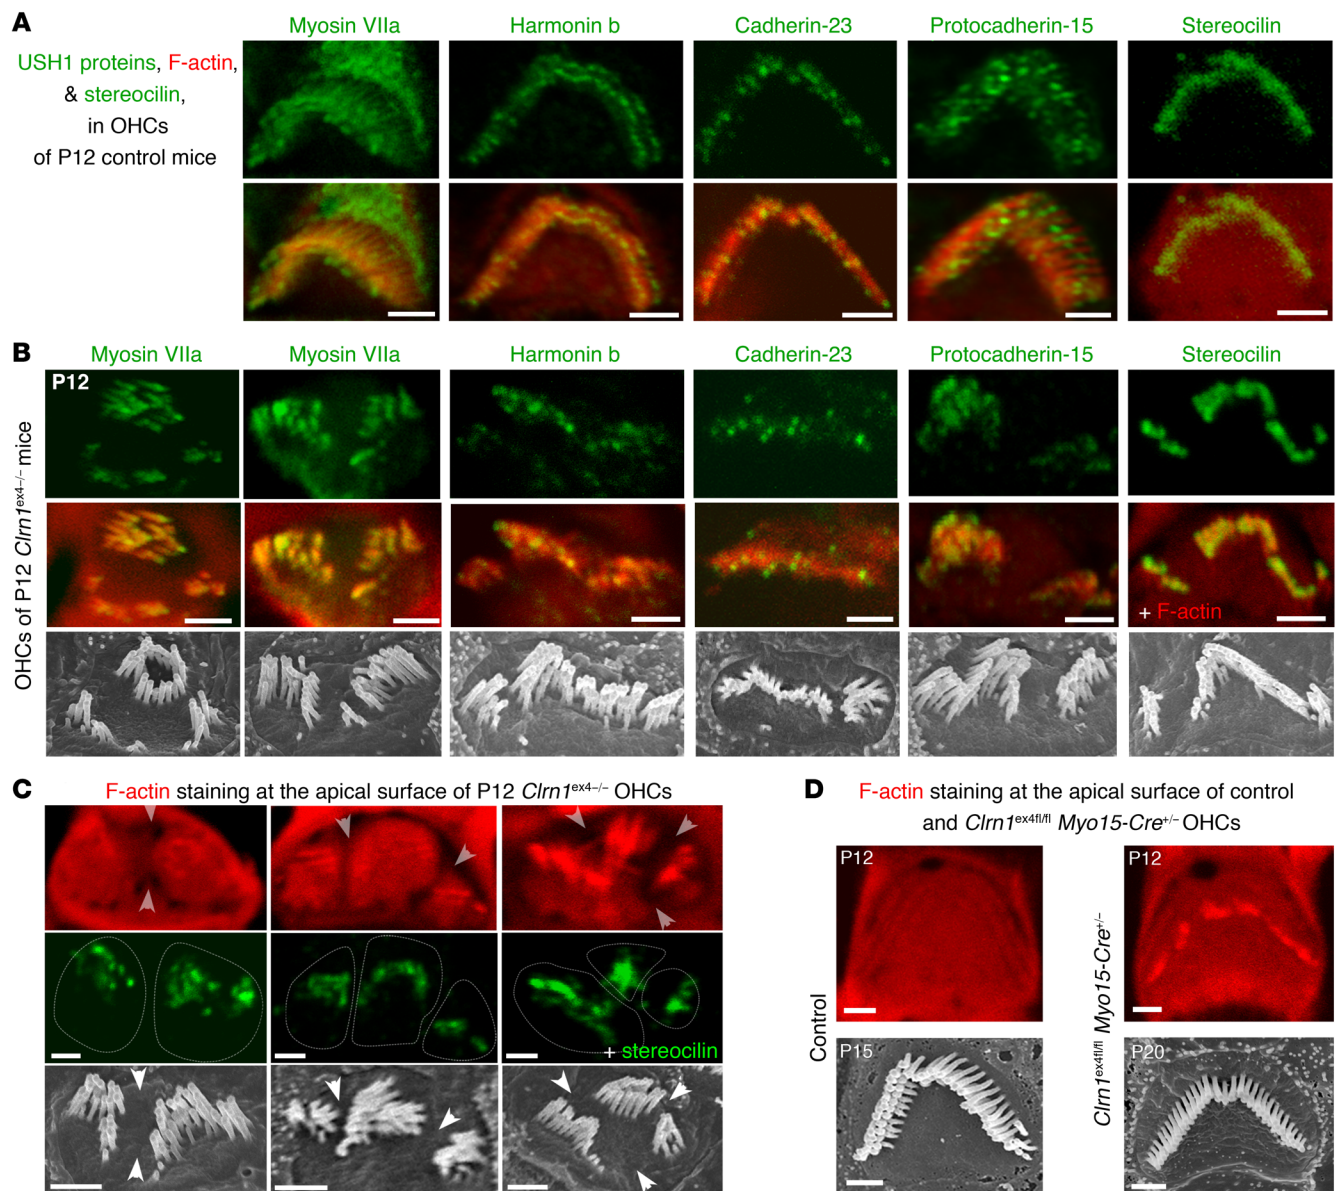 A
Myosin VIIa
Harmonin b
Cadherin-23
Protocadherin-15
Stereocilin
USH1 proteins, F-actin,
& stereocilin,
in OHCs
of P12 control mice
B
Myosin VIIa
Myosin VIIa
Harmonin b
Cadherin-23
Protocadherin-15
Stereocilin
OHCs of P12 Clrn1ex4−/− mice
P12
+ F-actin
C
F-actin staining at the apical surface of P12 Clrn1ex4−/− OHCs
+ stereocilin
D
F-actin staining at the apical surface of control
and Clrn1ex4fl/fl Myo15-Cre+/− OHCs
Control
P12
P15
Clrn1ex4fl/fl Myo15-Cre+/−
P12
P20